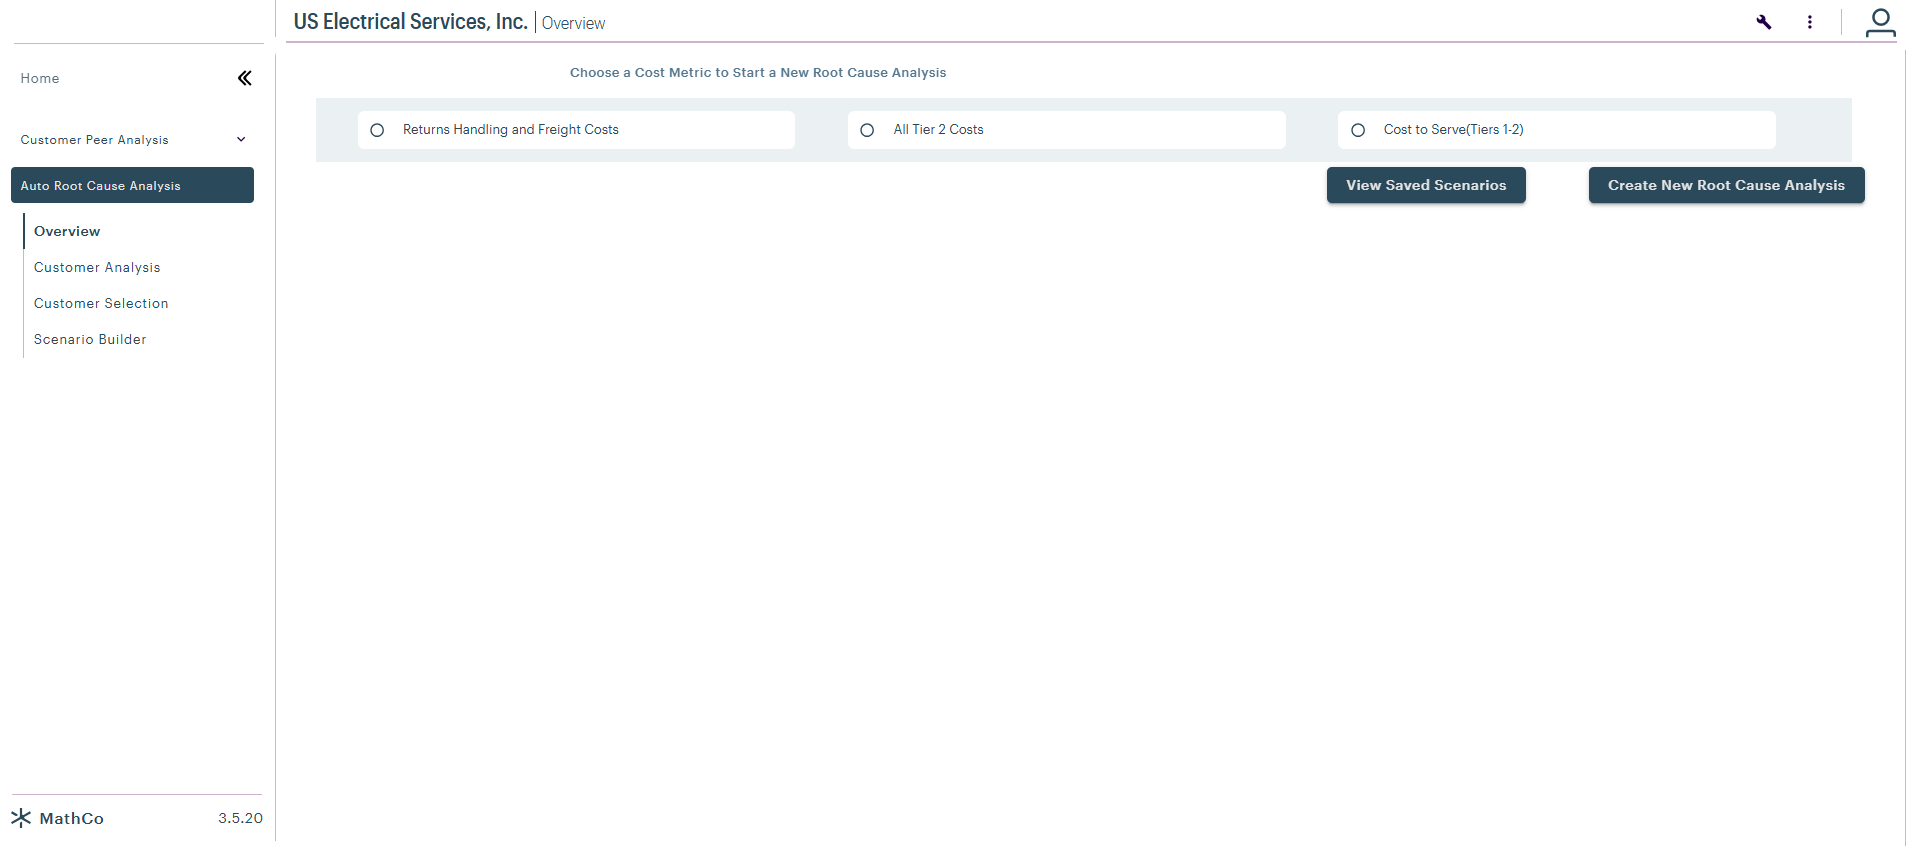 US Electrical Services, Inc. | Overview
Home
Choose a Cost Metric to Start a New Root Cause Analysis
Returns Handling and Freight Costs
All Tier 2 Costs
Cost to Serve(Tiers 1-2)
View Saved Scenarios
Create New Root Cause Analysis
Customer Peer Analysis
Auto Root Cause Analysis
Overview
Customer Analysis
Customer Selection
Scenario Builder
MathCo
3.5.20